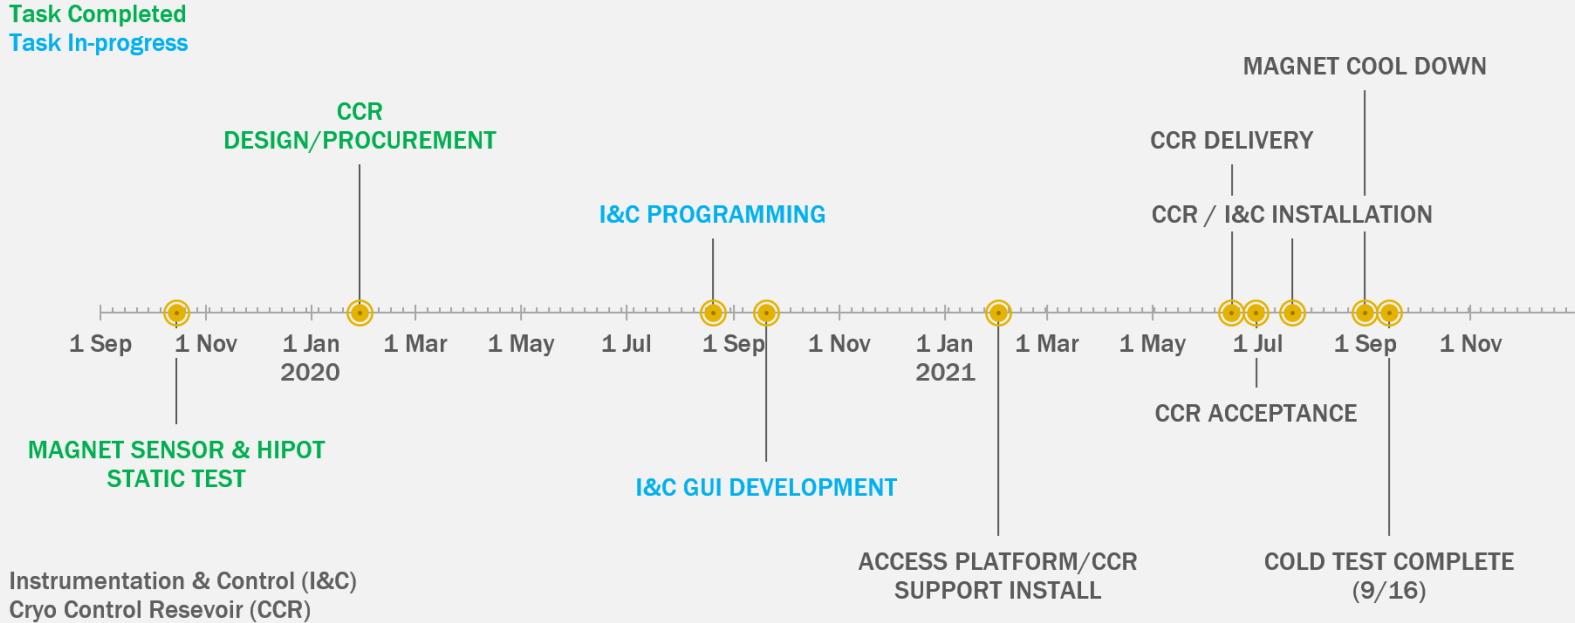 Task Completed
Task In-progress
MAGNET COOL DOWN
CCR
DESIGN/PROCUREMENT
CCR DELIVERY
I&C PROGRAMMING
CCR / I&C INSTALLATION
1 Sep
1 Nov
1 Jan
2020
1 Mar
1 May
1 Jul
1 Sep
1 Nov
1 Jan
2021
1 Mar
1 May
1 Jul
1 Sep
1 Nov
CCR ACCEPTANCE
MAGNET SENSOR & HIPOT
STATIC TEST
I&C GUI DEVELOPMENT
ACCESS PLATFORM/CCR
SUPPORT INSTALL
COLD TEST COMPLETE
(9/16)
Instrumentation & Control (I&C)
Cryo Control Resevoir (CCR)